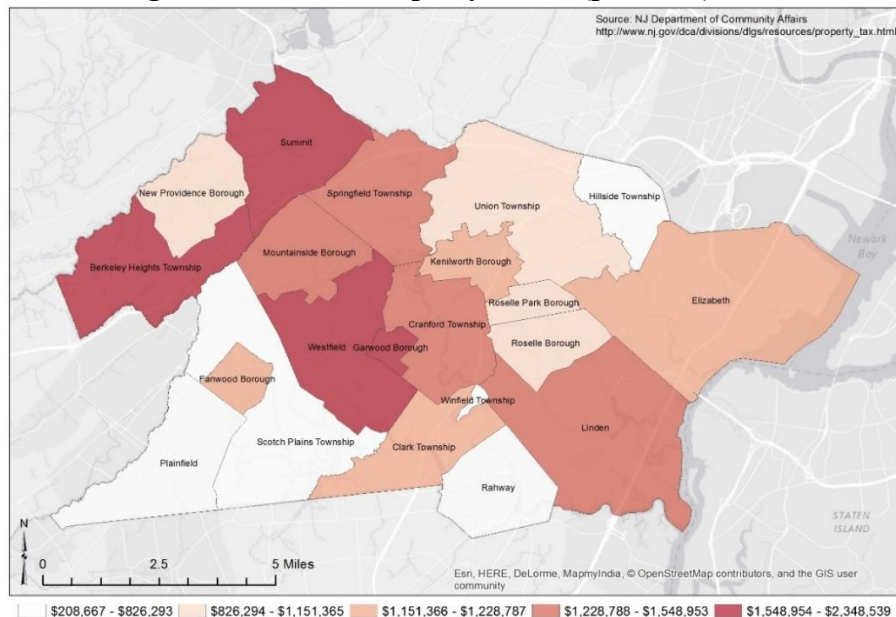 Source: NJ Department of Community Affairs
http://www.nj.gov/dca/divisions/dlgs/resources/property_tax.html
Summit
New Providence Borough
Springfield Township
Hillside Township
Union Township
Newark
Bay
Mountainside Borough
Kenilworth Borough
Berkeley Heights Township
Elizabeth
Roselle Park Borough
Cranford Township
Westfield
Garwood Borough
Roselle Borough
Fanwood Borough
Winfield Township
Linden
Scotch Plains Township
Clark Township
Plainfield
Rahway
STATEN
ISLAND
N
0 2.5 5 Miles
Esri, HERE, DeLorme, MapmyIndia, © OpenStreetMap contributors, and the GIS user
community
$208,667 - $826,293 $826,294 - $1,151,365 $1,151,366 - $1,228,787 $1,228,788 - $1,548,953 $1,548,954 - $2,348,539